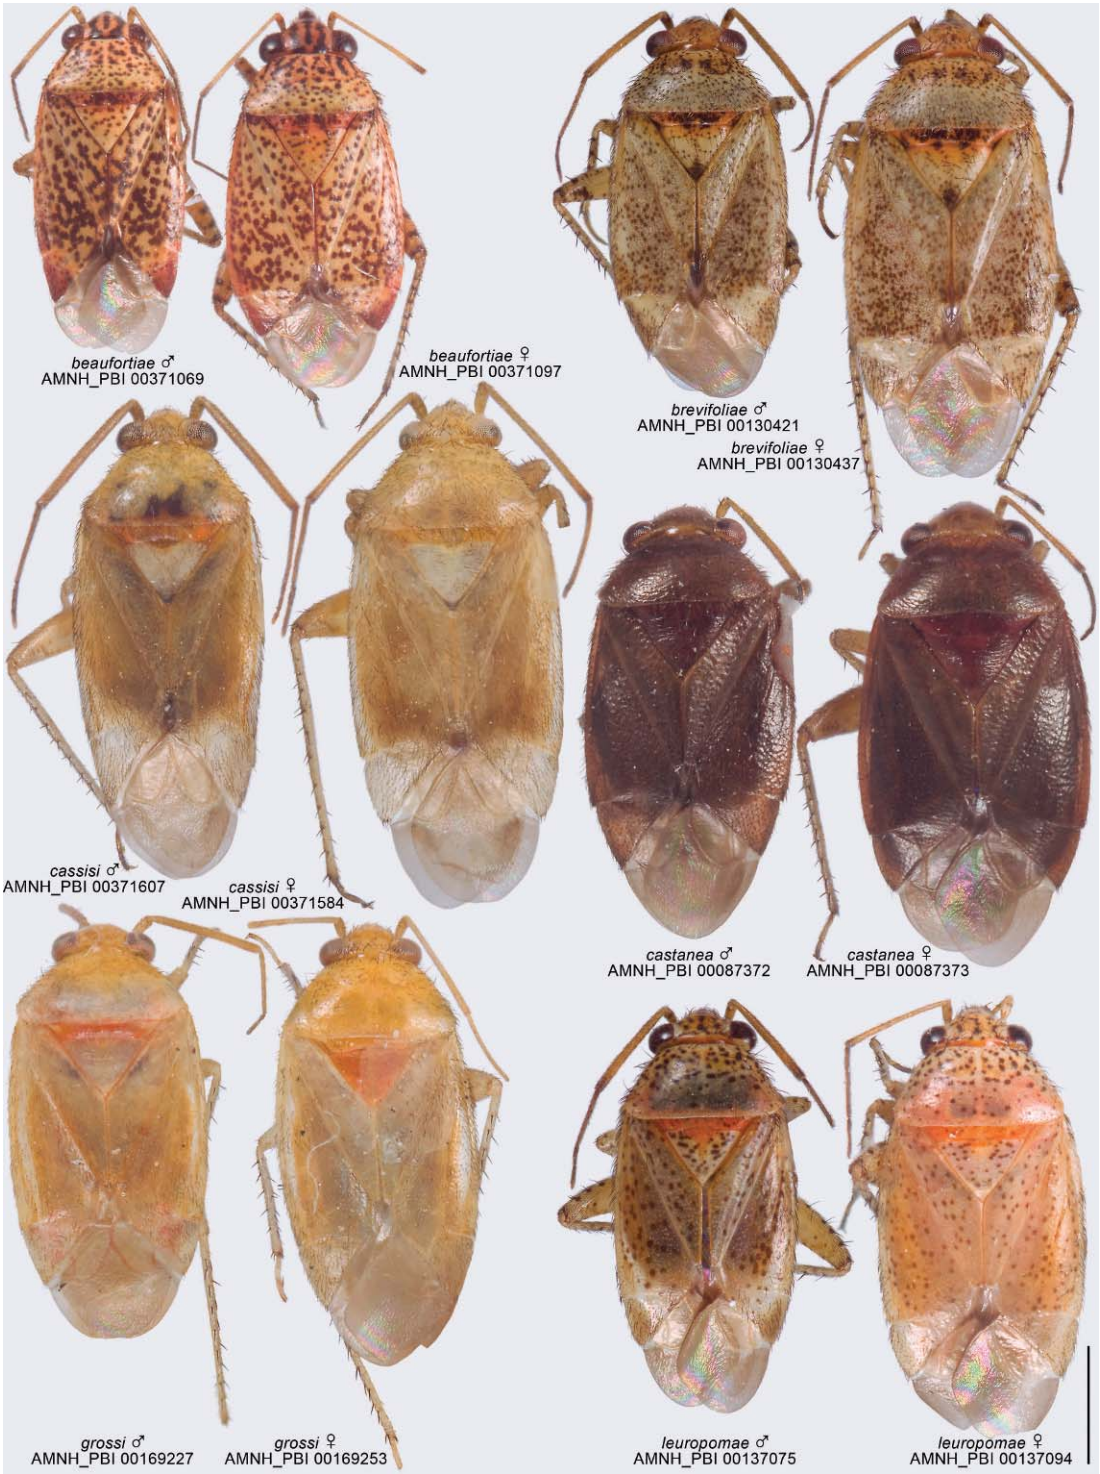 beaufortiae ♂
AMNH_PBI 00371069
beaufortiae ♀
AMNH_PBI 00371097
brevifoliae ♂
AMNH_PBI 00130421
brevifoliae ♀
AMNH_PBI 00130437
cassisi ♂
AMNH_PBI 00371607
cassisi ♀
AMNH_PBI 00371584
castanea ♂
AMNH_PBI 00087372
castanea ♀
AMNH_PBI 00087373
grossi ♂
AMNH_PBI 00169227
grossi ♀
AMNH_PBI 00169253
leuropomae ♂
AMNH_PBI 00137075
leuropomae ♀
AMNH_PBI 00137094